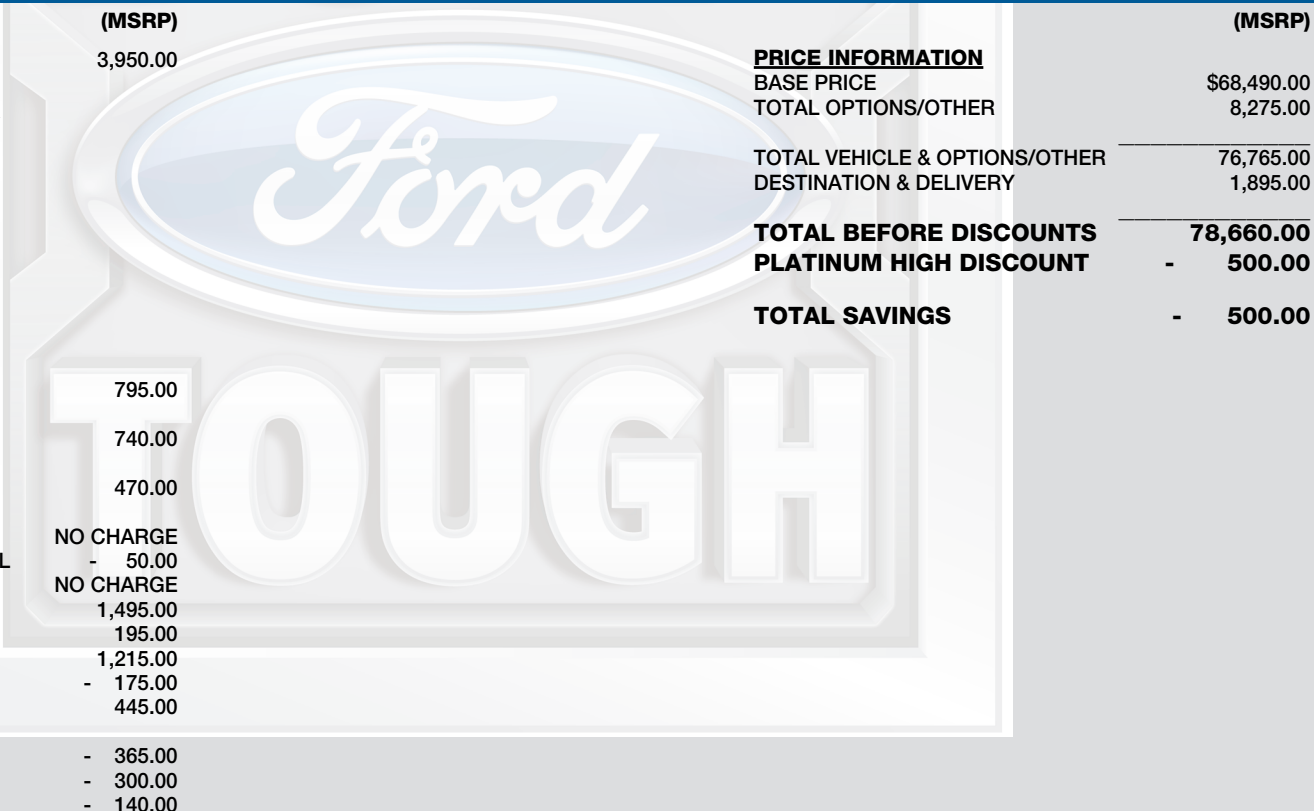 (MSRP)
3,950.00
795.00
740.00
470.00
NO CHARGE
L - 50.00
NO CHARGE
1,495.00
195.00
1,215.00
- 175.00
445.00
- 365.00
- 300.00
- 140.00
(MSRP)
PRICE INFORMATION
BASE PRICE $68,490.00
TOTAL OPTIONS/OTHER 8,275.00
TOTAL VEHICLE & OPTIONS/OTHER 76,765.00
DESTINATION & DELIVERY 1,895.00
TOTAL BEFORE DISCOUNTS 78,660.00
PLATINUM HIGH DISCOUNT - 500.00
TOTAL SAVINGS - 500.00
Ford
TOUGH